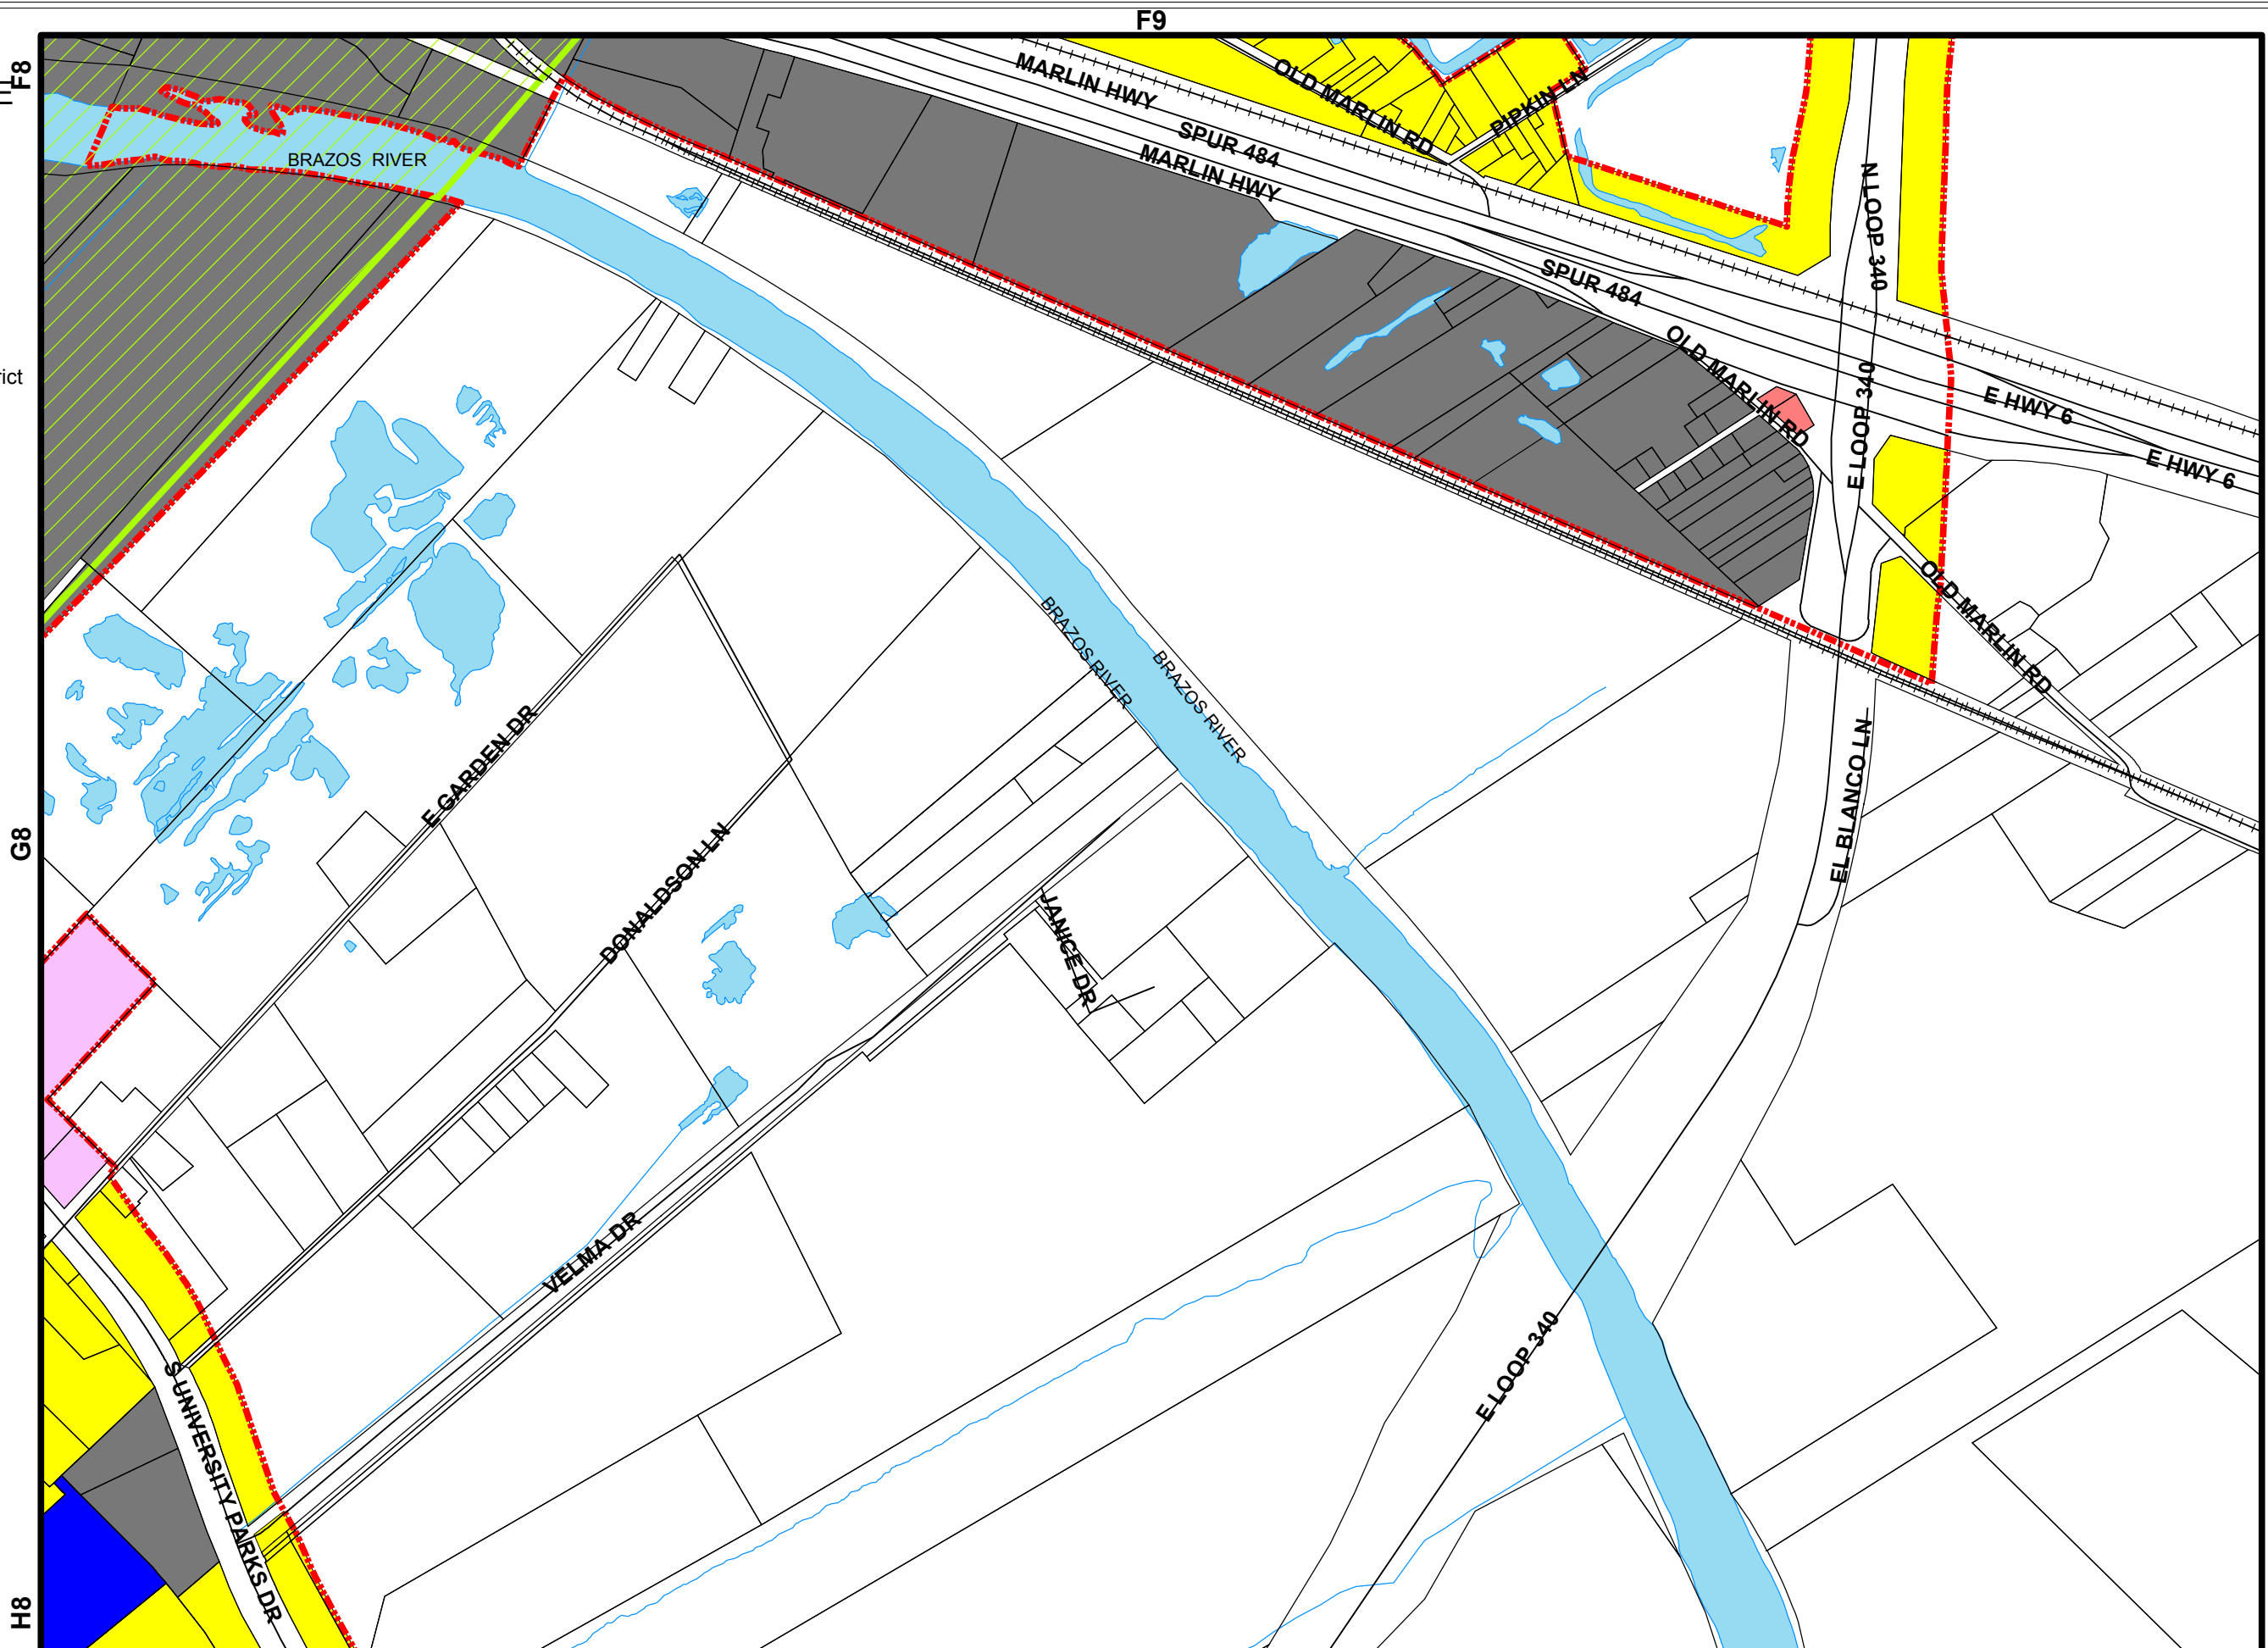 F9
F8
MARLIN HWY
OLD MARLIN RD
PIPKIN LN
SPUR 484
MARLIN HWY
BRAZOS RIVER
N LOOP 340
SPUR 484
OLD MARLIN RD
E LOOP 340
E HWY 6
E HWY 6
rict
OLD MARLIN RD
BRAZOS RIVER
BRAZOS RIVER
E GARDEN DR
EL BLANCO LN
G8
DONALDSON LN
JANICE DR
VELMA DR
E LOOP 340
S UNIVERSITY PARKS DR
H8